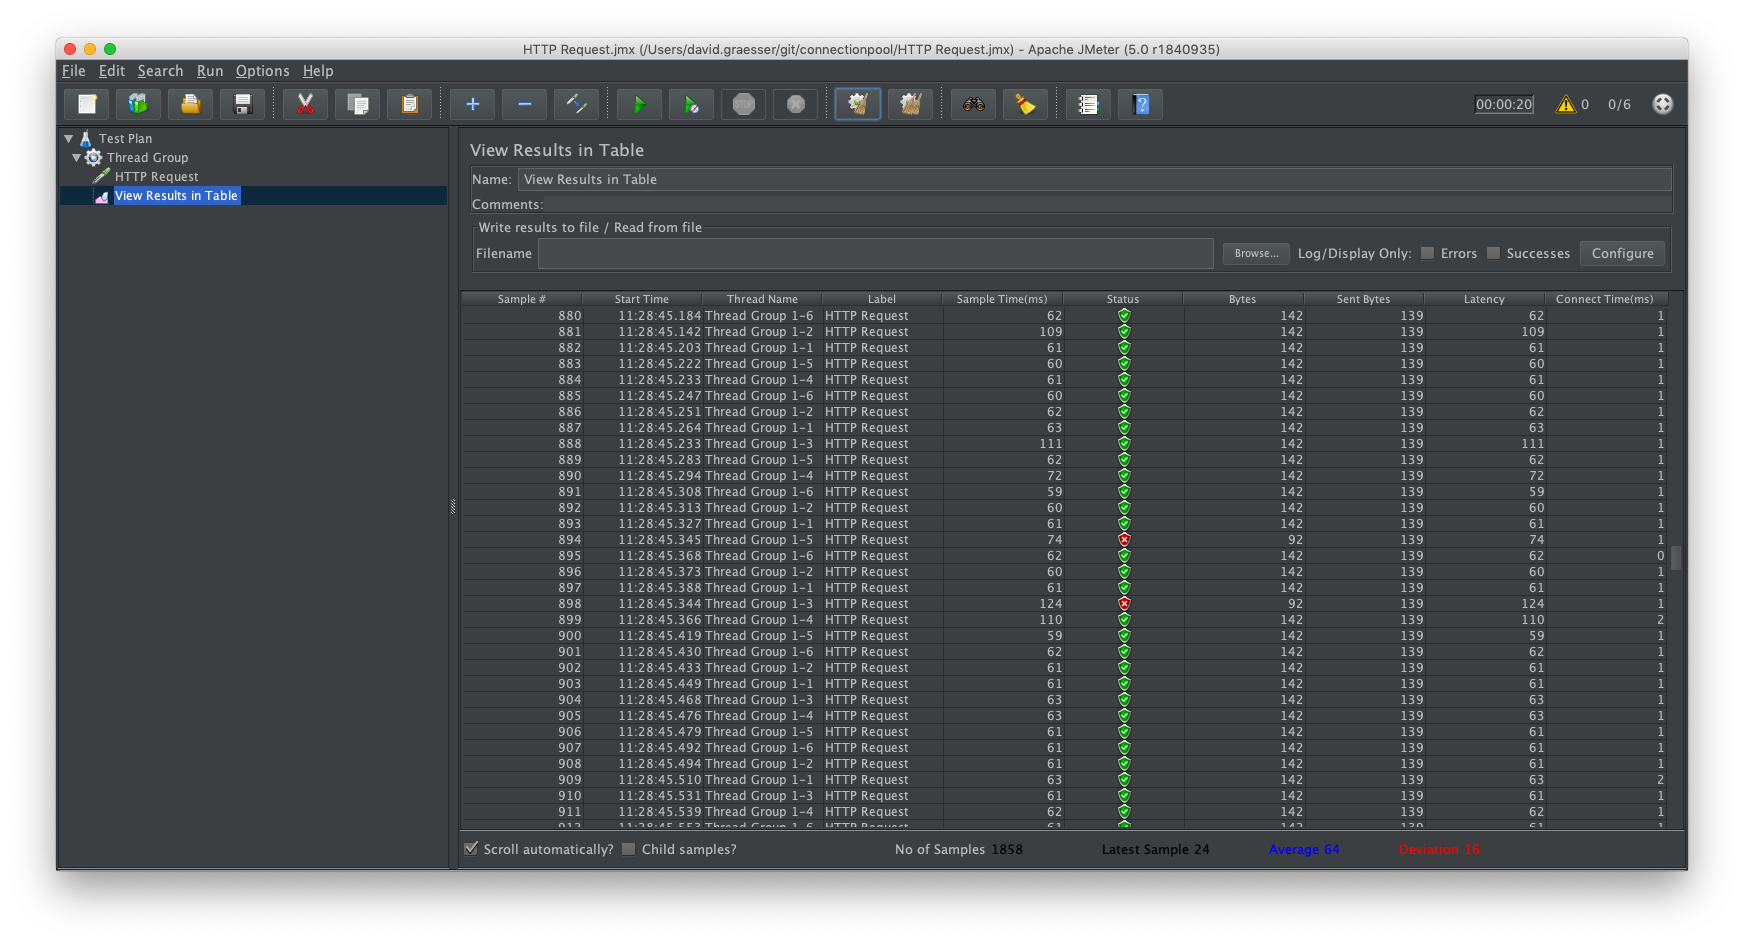 HTTP Request.jmx (/Users/david.graesser/git/connectionpool/HTTP Request.jmx) - Apache JMeter (5.0 r1840935)
File Edit Search Run Options Help
STOP 00:00:20 0 0/6
Test Plan
Thread Group
HTTP Request
View Results in Table
View Results in Table
Name: View Results in Table
Comments:
Write results to file / Read from file
Filename Browse... Log/Display Only: Errors Successes Configure
Sample # Start Time Thread Name Label Sample Time(ms) Status Bytes Sent Bytes Latency Connect Time(ms)
880 11:28:45.184 Thread Group 1-6 HTTP Request 62 142 139 62 1
881 11:28:45.142 Thread Group 1-2 HTTP Request 109 142 139 109 1
882 11:28:45.203 Thread Group 1-1 HTTP Request 61 142 139 61 1
883 11:28:45.222 Thread Group 1-5 HTTP Request 60 142 139 60 1
884 11:28:45.233 Thread Group 1-4 HTTP Request 61 142 139 61 1
885 11:28:45.247 Thread Group 1-6 HTTP Request 60 142 139 60 1
886 11:28:45.251 Thread Group 1-2 HTTP Request 62 142 139 62 1
887 11:28:45.264 Thread Group 1-1 HTTP Request 63 142 139 63 1
888 11:28:45.233 Thread Group 1-3 HTTP Request 111 142 139 111 1
889 11:28:45.283 Thread Group 1-5 HTTP Request 62 142 139 62 1
890 11:28:45.294 Thread Group 1-4 HTTP Request 72 142 139 72 1
891 11:28:45.308 Thread Group 1-6 HTTP Request 59 142 139 59 1
892 11:28:45.313 Thread Group 1-2 HTTP Request 60 142 139 60 1
893 11:28:45.327 Thread Group 1-1 HTTP Request 61 142 139 61 1
894 11:28:45.345 Thread Group 1-5 HTTP Request 74 92 139 74 1
895 11:28:45.368 Thread Group 1-6 HTTP Request 62 142 139 62 0
896 11:28:45.373 Thread Group 1-2 HTTP Request 60 142 139 60 1
897 11:28:45.388 Thread Group 1-1 HTTP Request 61 142 139 61 1
898 11:28:45.344 Thread Group 1-3 HTTP Request 124 92 139 124 1
899 11:28:45.366 Thread Group 1-4 HTTP Request 110 142 139 110 2
900 11:28:45.419 Thread Group 1-5 HTTP Request 59 142 139 59 1
901 11:28:45.430 Thread Group 1-6 HTTP Request 62 142 139 62 1
902 11:28:45.433 Thread Group 1-2 HTTP Request 61 142 139 61 1
903 11:28:45.449 Thread Group 1-1 HTTP Request 61 142 139 61 1
904 11:28:45.468 Thread Group 1-3 HTTP Request 63 142 139 63 1
905 11:28:45.476 Thread Group 1-4 HTTP Request 63 142 139 63 1
906 11:28:45.479 Thread Group 1-5 HTTP Request 61 142 139 61 1
907 11:28:45.492 Thread Group 1-6 HTTP Request 61 142 139 61 1
908 11:28:45.494 Thread Group 1-2 HTTP Request 61 142 139 61 1
909 11:28:45.510 Thread Group 1-1 HTTP Request 63 142 139 63 2
910 11:28:45.531 Thread Group 1-3 HTTP Request 61 142 139 61 1
911 11:28:45.539 Thread Group 1-4 HTTP Request 62 142 139 62 1
Scroll automatically? Child samples? No of Samples 1858 Latest Sample 24 Average 64 Deviation 16